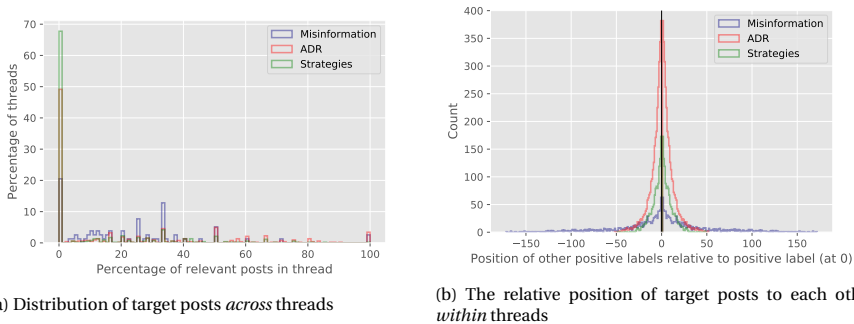 70
60
50
40
30
20
10
0
Percentage of threads
Misinformation
ADR
Strategies
0 20 40 60 80 100
Percentage of relevant posts in thread
) Distribution of target posts across threads
400
350
300
250
200
150
100
50
0
Count
Misinformation
ADR
Strategies
−150 −100 −50 0 50 100 150
Position of other positive labels relative to positive label (at 0)
(b) The relative position of target posts to each oth
within threads